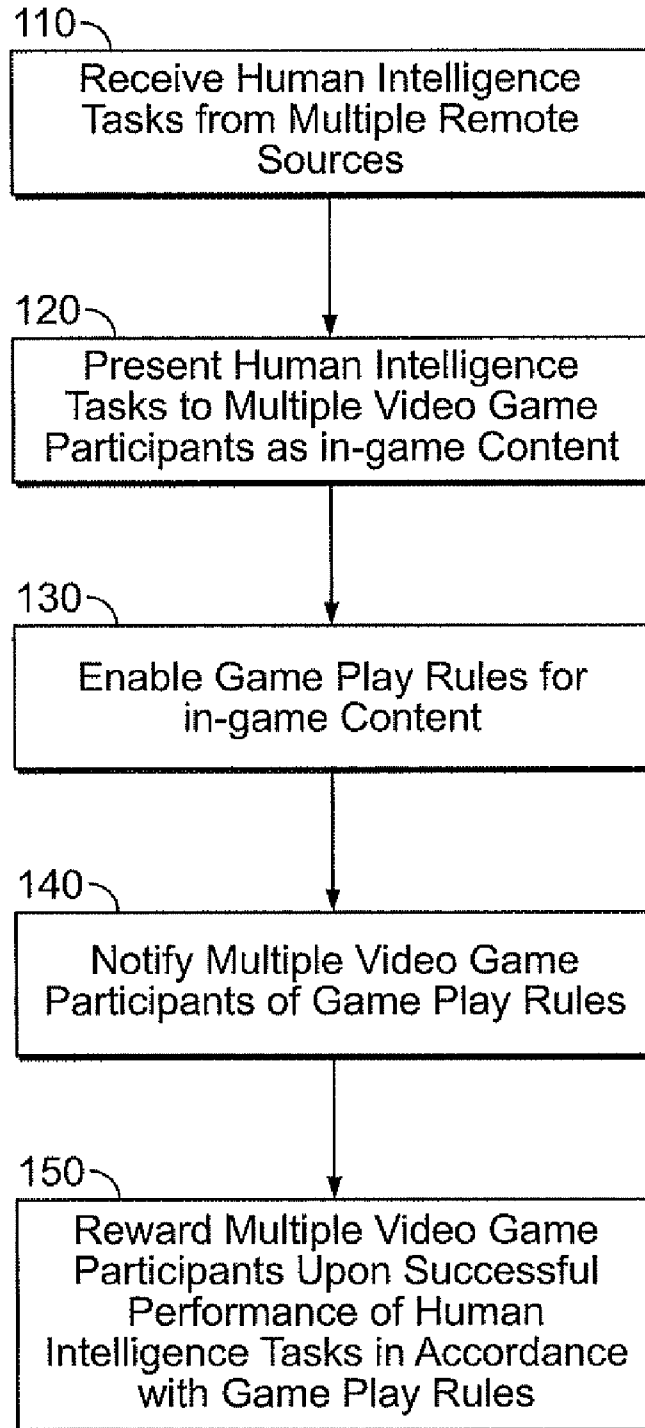 110
Receive Human Intelligence
Tasks from Multiple Remote
Sources
120
Present Human Intelligence
Tasks to Multiple Video Game
Participants as in-game Content
130
Enable Game Play Rules for
in-game Content
140
Notify Multiple Video Game
Participants of Game Play Rules
150
Reward Multiple Video Game
Participants Upon Successful
Performance of Human
Intelligence Tasks in Accordance
with Game Play Rules